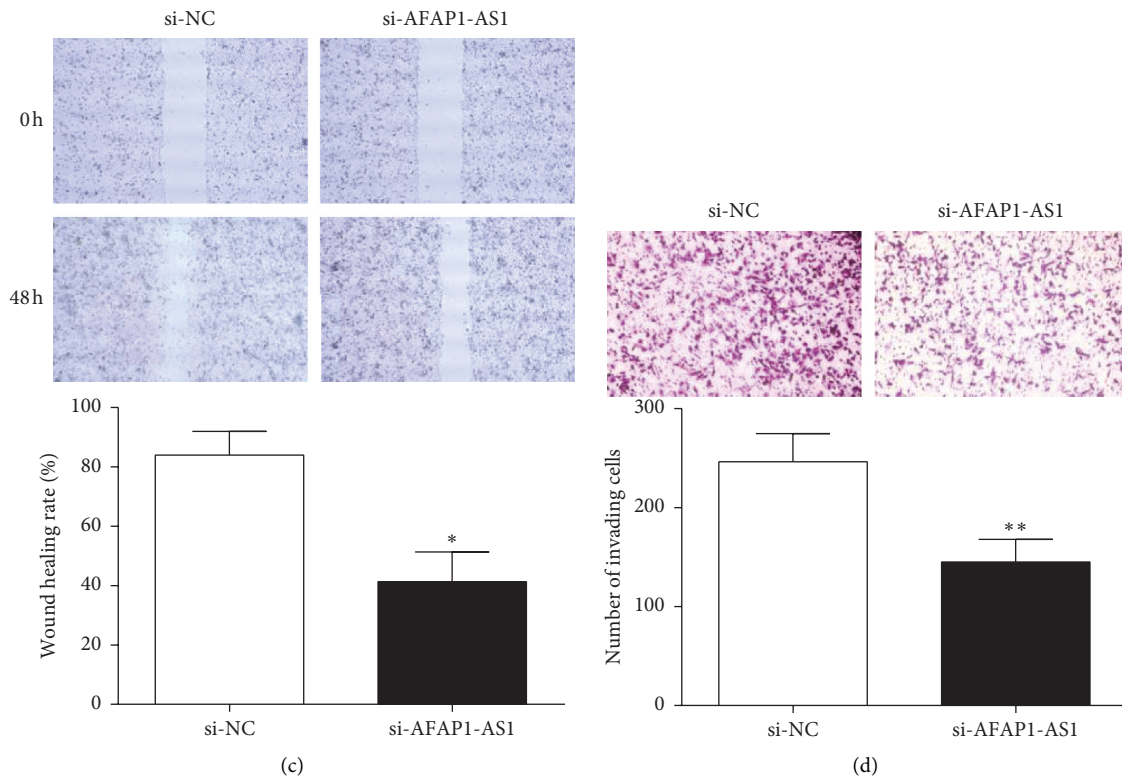 si-NC si-AFAP1-AS1
0h
48h
100
80
60
40
20
0
Wound healing rate (%)
*
si-NC si-AFAP1-AS1
(c)
si-NC si-AFAP1-AS1
300
200
100
0
Number of invading cells
**
si-NC si-AFAP1-AS1
(d)